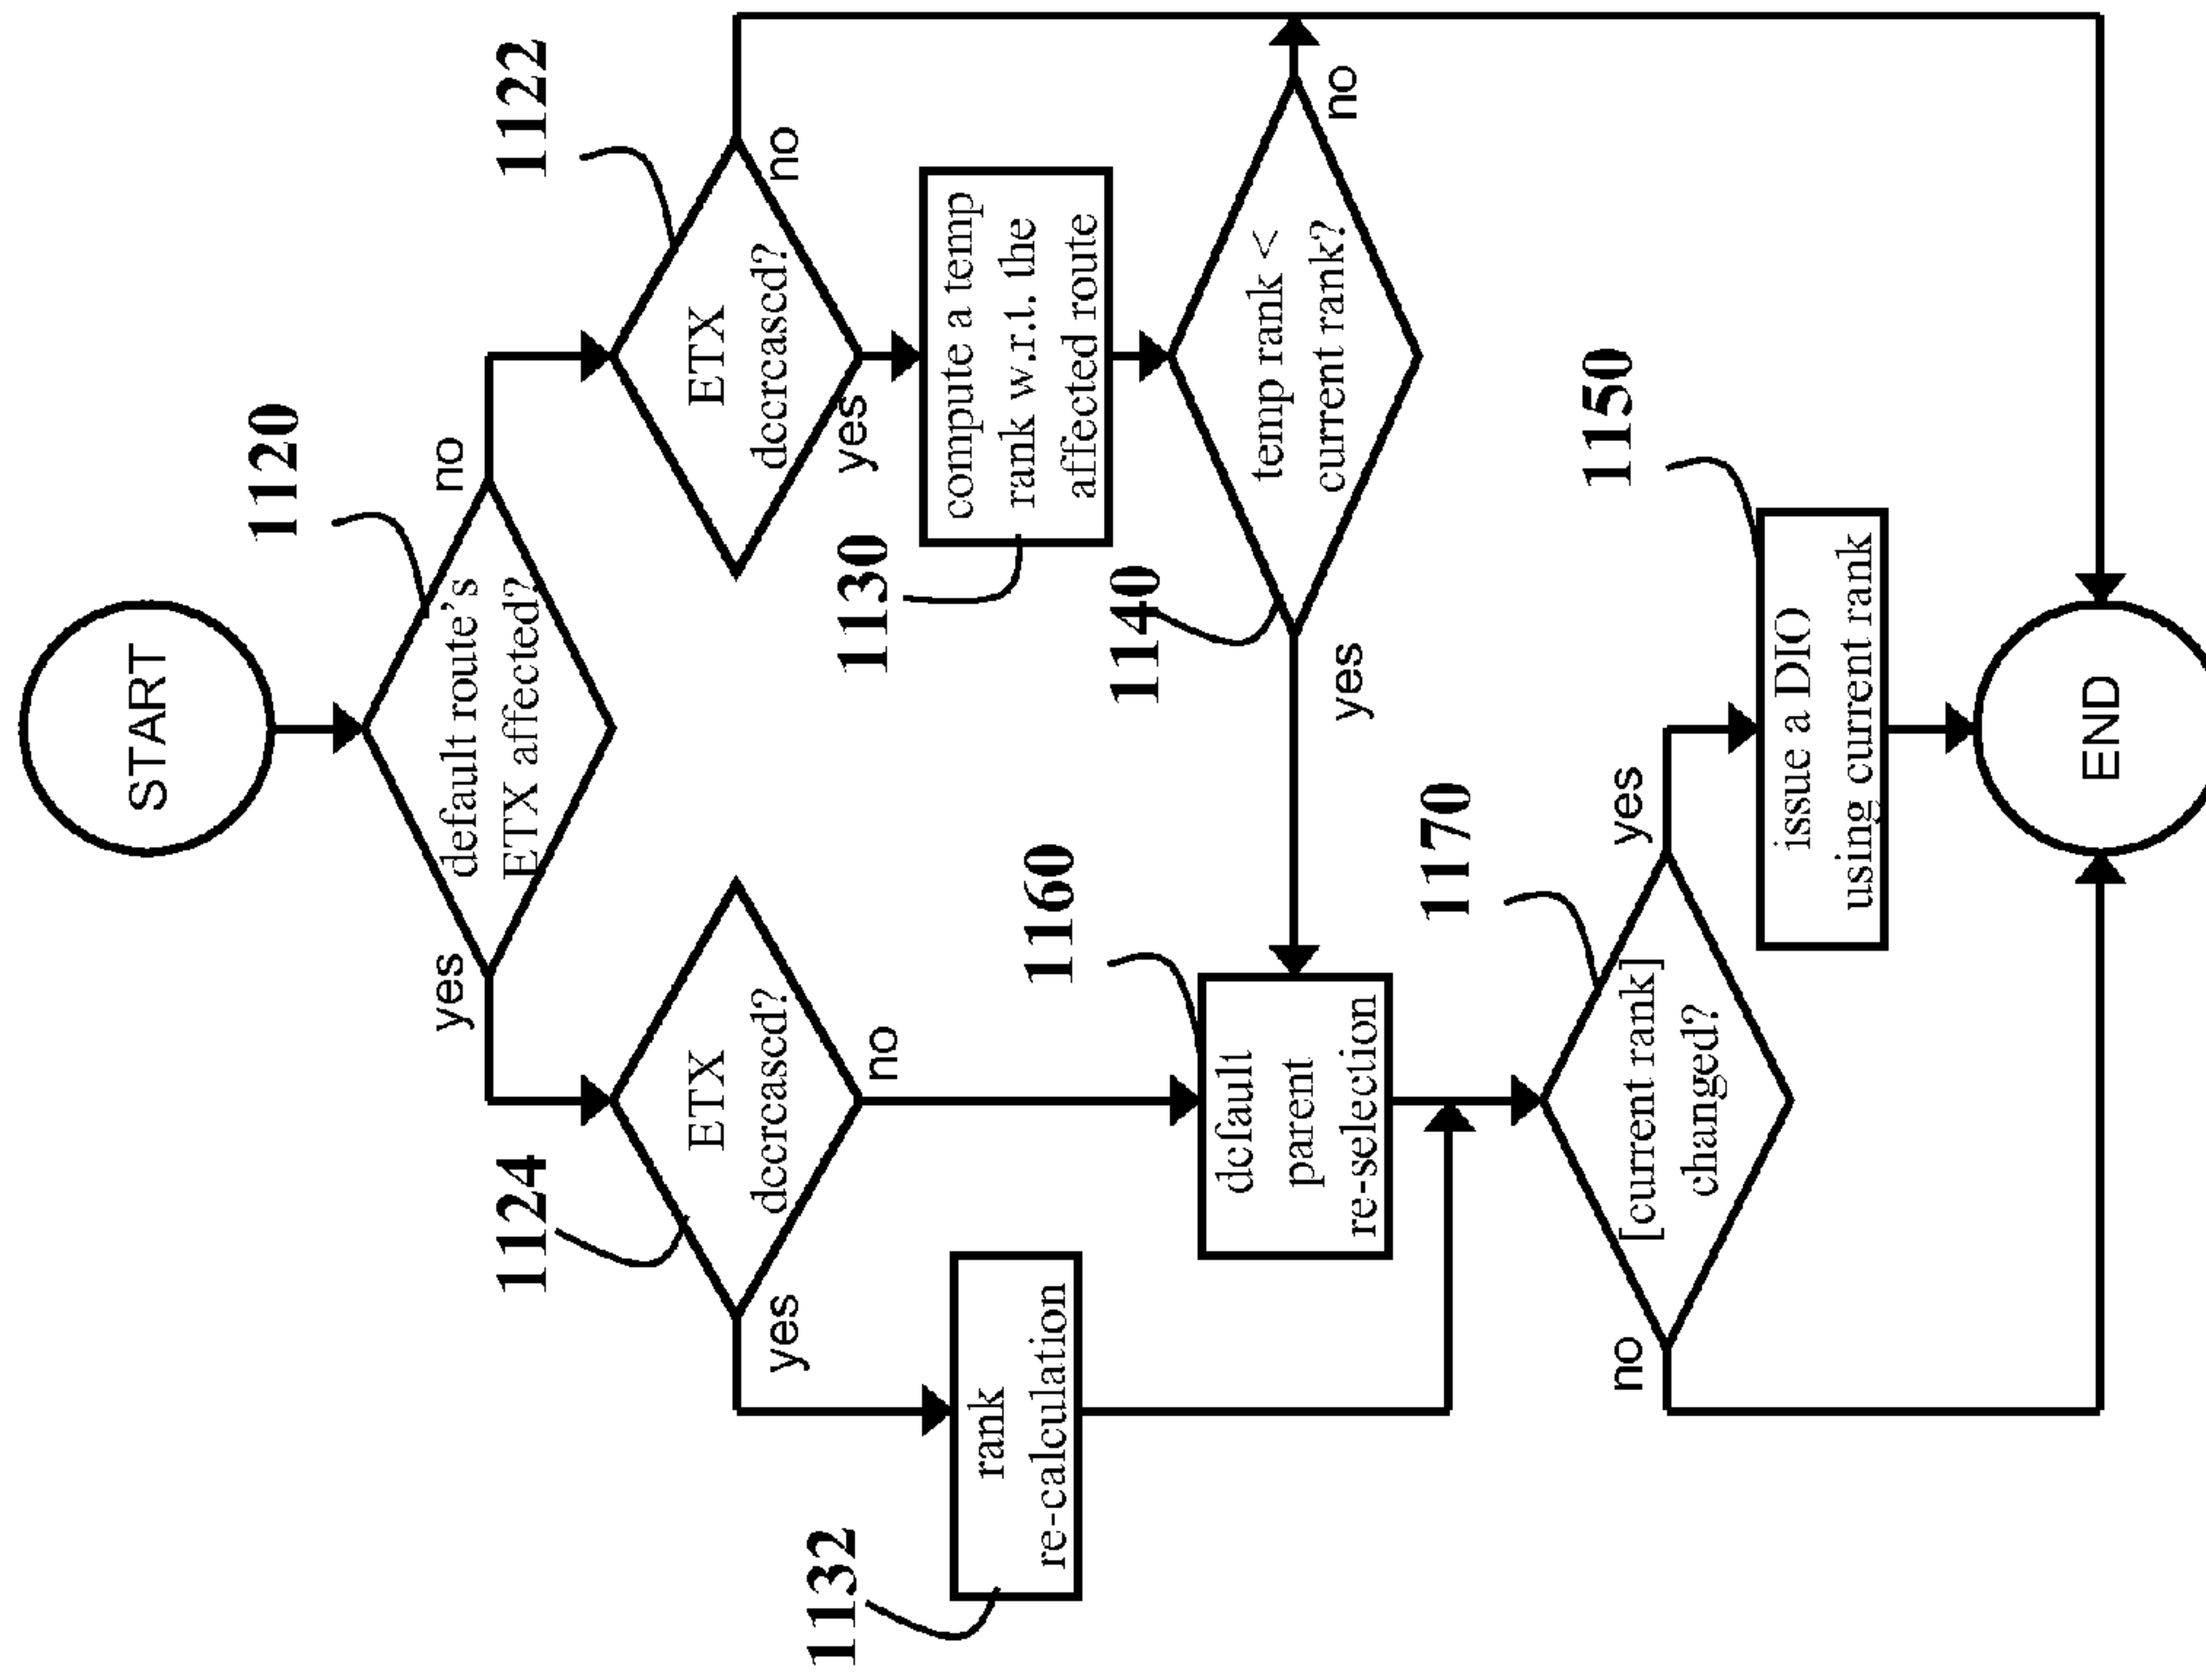 START
1120
default route's
ETX affected?
yes
no
1124
ETX
decreased?
yes
no
1122
ETX
decreased?
no
yes
1132
rank
re-calculation
1130
compute a temp
rank w.r.t. the
affected route
1140
temp rank <
current rank?
no
yes
1160
default
parent
re-selection
1170
[current rank]
changed?
no
yes
1150
issue a DIO
using current rank
END